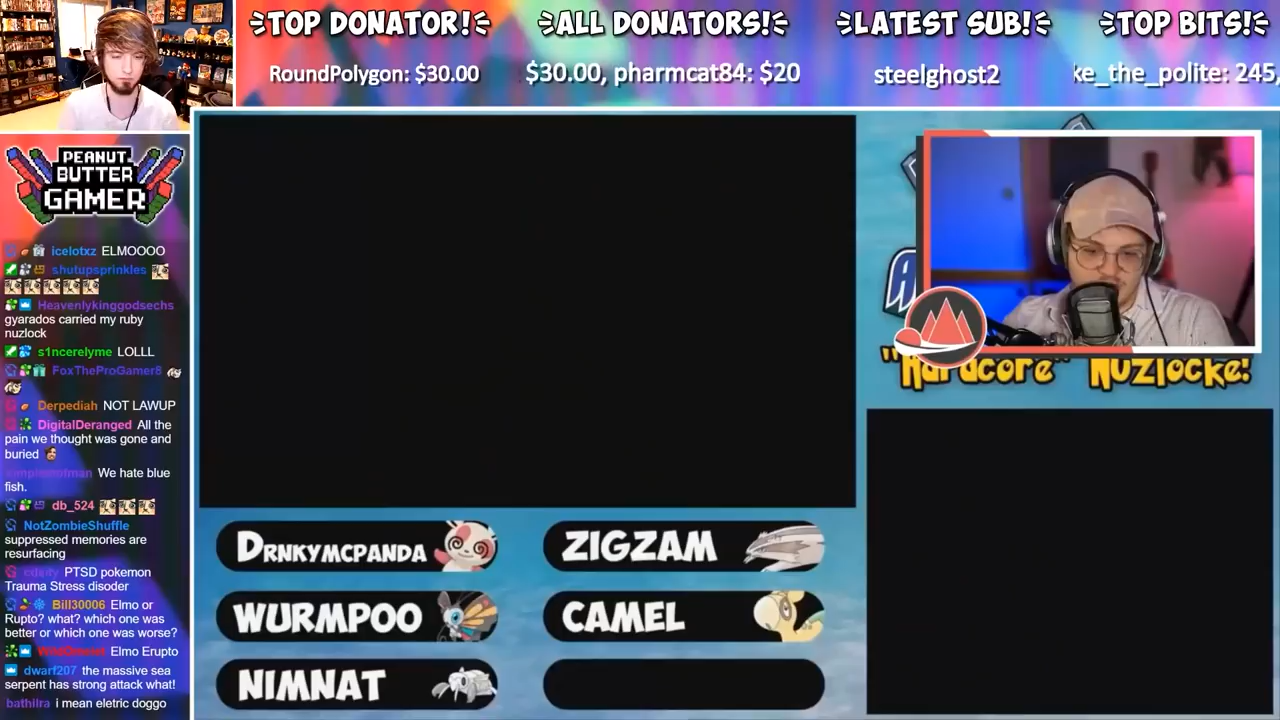 TOP DONATOR!
ALL DONATORS!
LATEST SUB!
TOP BITS!
RoundPolygon: $30.00
$30.00, pharmcat84: $20
steelghost2
ke_the_polite: 245,
PEANUT
BUTTER
GAMER
icelotxz ELMOOOO
shutupsprinkles
Heavenlykinggodsechs
gyarados carried my ruby
nuzlock
s1ncerelyme LOLLL
FoxTheProGamer8
Derpediah NOT LAWUP
DigitalDeranged All the
pain we thought was gone and
buried
We hate blue
fish.
db_524
NotZombieShuffle
suppressed memories are
resurfacing
PTSD pokemon
Trauma Stress disoder
Bill30006 Elmo or
Rupto? what? which one was
better or which one was worse?
Elmo Erupto
dwarf207 the massive sea
serpent has strong attack what!
bathilra i mean eletric doggo
"Hardcore" Nuzlocke!
DRNKYMCPANDA
ZIGZAM
WURMPOO
CAMEL
NIMNAT